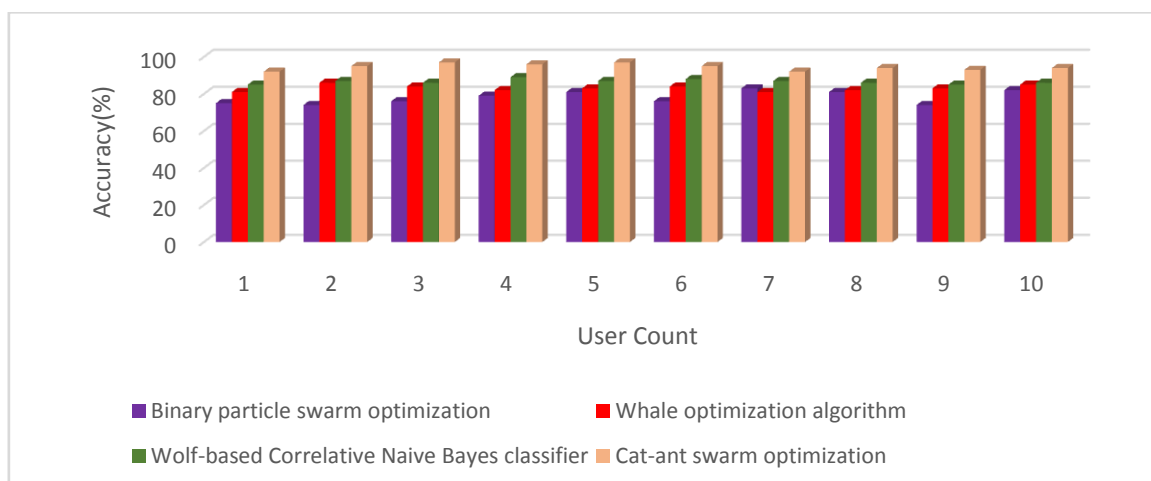 Accuracy(%)
100
80
60
40
20
0
1 2 3 4 5 6 7 8 9 10
User Count
Binary particle swarm optimization
Whale optimization algorithm
Wolf-based Correlative Naive Bayes classifier
Cat-ant swarm optimization